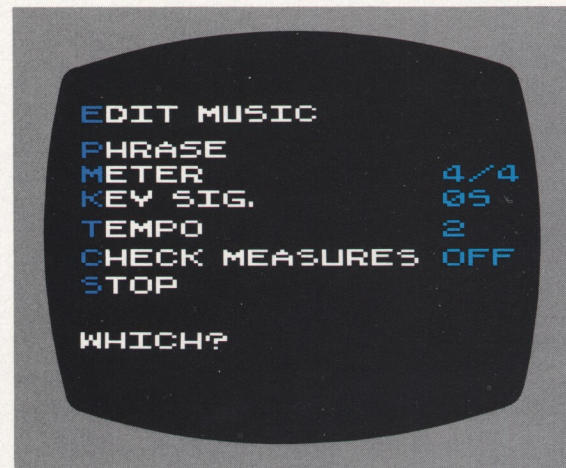 EDIT MUSIC
PHRASE
METER 4/4
KEY SIG. 0S
TEMPO 2
CHECK MEASURES OFF
STOP
WHICH?